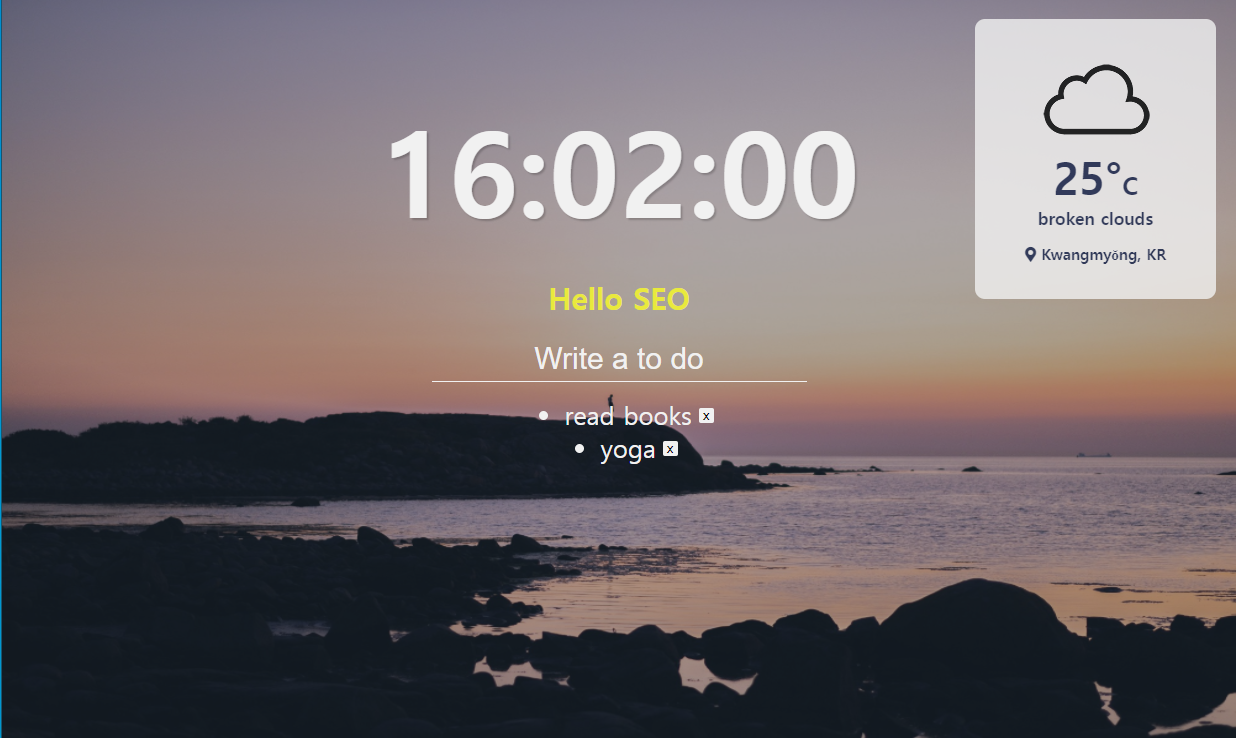 16:02:00
25°C
broken clouds
Kwangmyŏng, KR
Hello SEO
Write a to do
read books x
yoga x